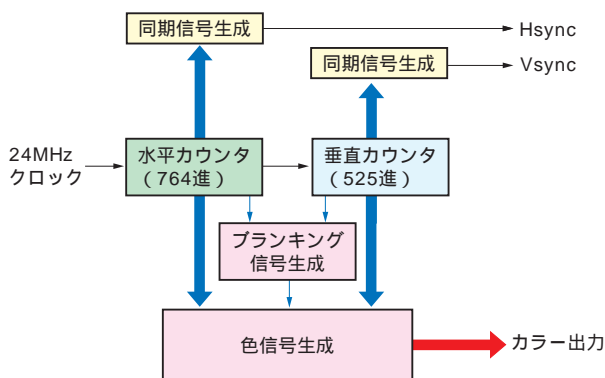 同期信号生成
Hsync
同期信号生成
Vsync
24MHz
クロック
水平カウンタ
(764進)
垂直カウンタ
(525進)
ブランキング
信号生成
色信号生成
カラー出力